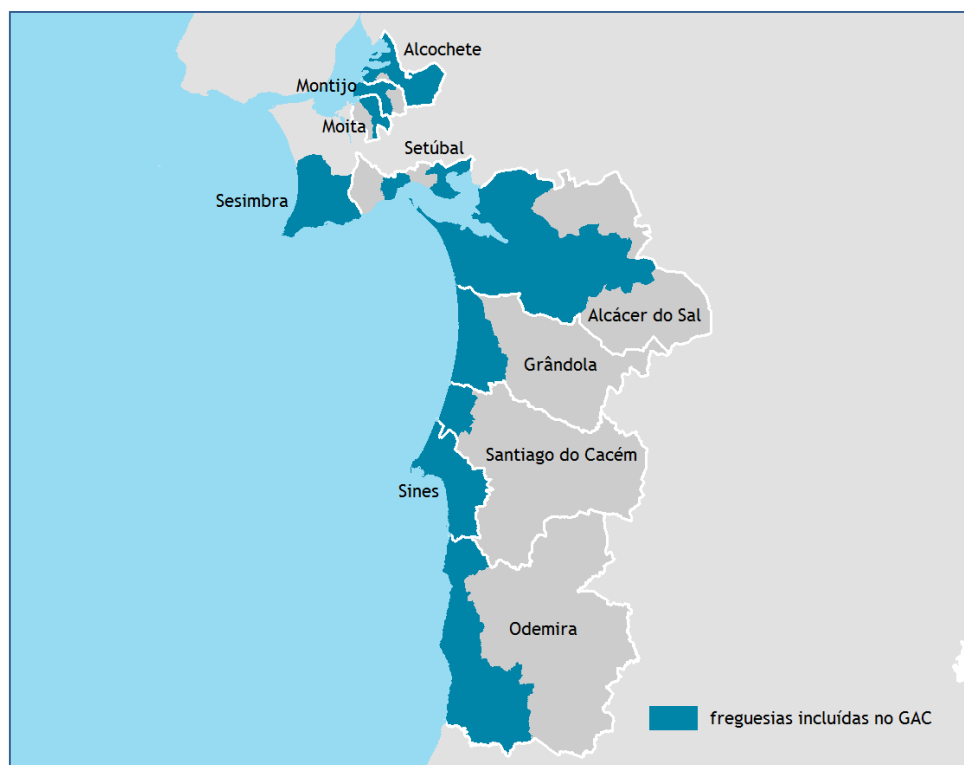 Alcochete
Montijo
Moita
Setúbal
Sesimbra
Alcácer do Sal
Grândola
Santiago do Cacém
Sines
Odemira
freguesias incluídas no GAC